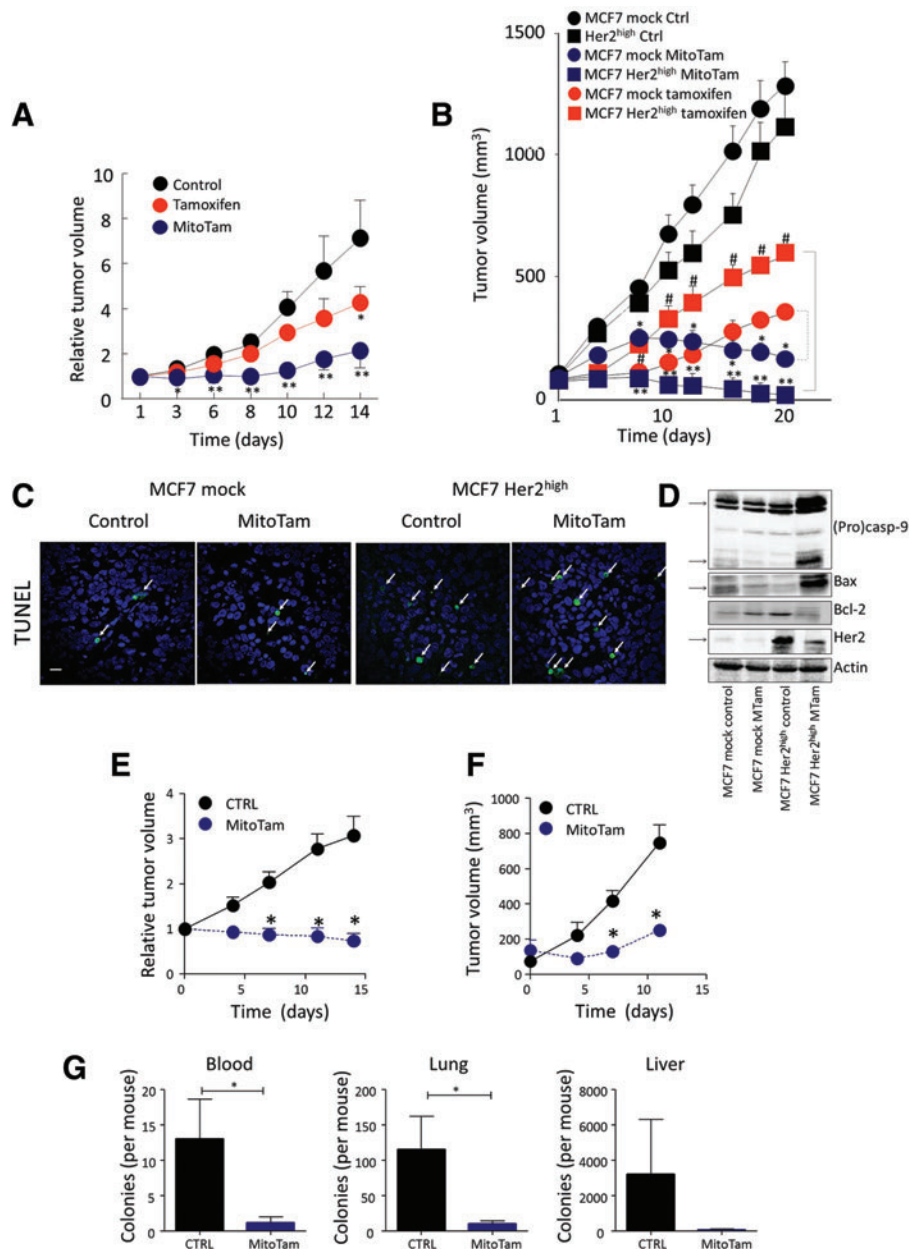 A
Relative tumor volume
10
8
6
4
2
0
Control
Tamoxifen
MitoTam
*
*
**
**
**
**
**
1
3
6
8
10
12
14
Time (days)
B
MCF7 mock Ctrl
Her2high Ctrl
MCF7 mock MitoTam
MCF7 Her2high MitoTam
MCF7 mock tamoxifen
MCF7 Her2high tamoxifen
Tumor volume (mm3)
1500
1000
500
0
1
10
20
Time (days)
C
MCF7 mock
MCF7 Her2high
Control
MitoTam
Control
MitoTam
TUNEL
D
(Pro)casp-9
Bax
Bcl-2
Her2
Actin
MCF7 mock control
MCF7 mock MTam
MCF7 Her2high control
MCF7 Her2high MTam
E
CTRL
MitoTam
Relative tumor volume
4
3
2
1
0
* * *
0
5
10
15
Time (days)
F
CTRL
MitoTam
Tumor volume (mm3)
800
600
400
200
0
* *
0
5
10
15
Time (days)
G
Blood
Colonies (per mouse)
20
15
10
5
0
*
CTRL
MitoTam
Lung
Colonies (per mouse)
200
150
100
50
0
*
CTRL
MitoTam
Liver
Colonies (per mouse)
8000
6000
4000
2000
0
CTRL
MitoTam